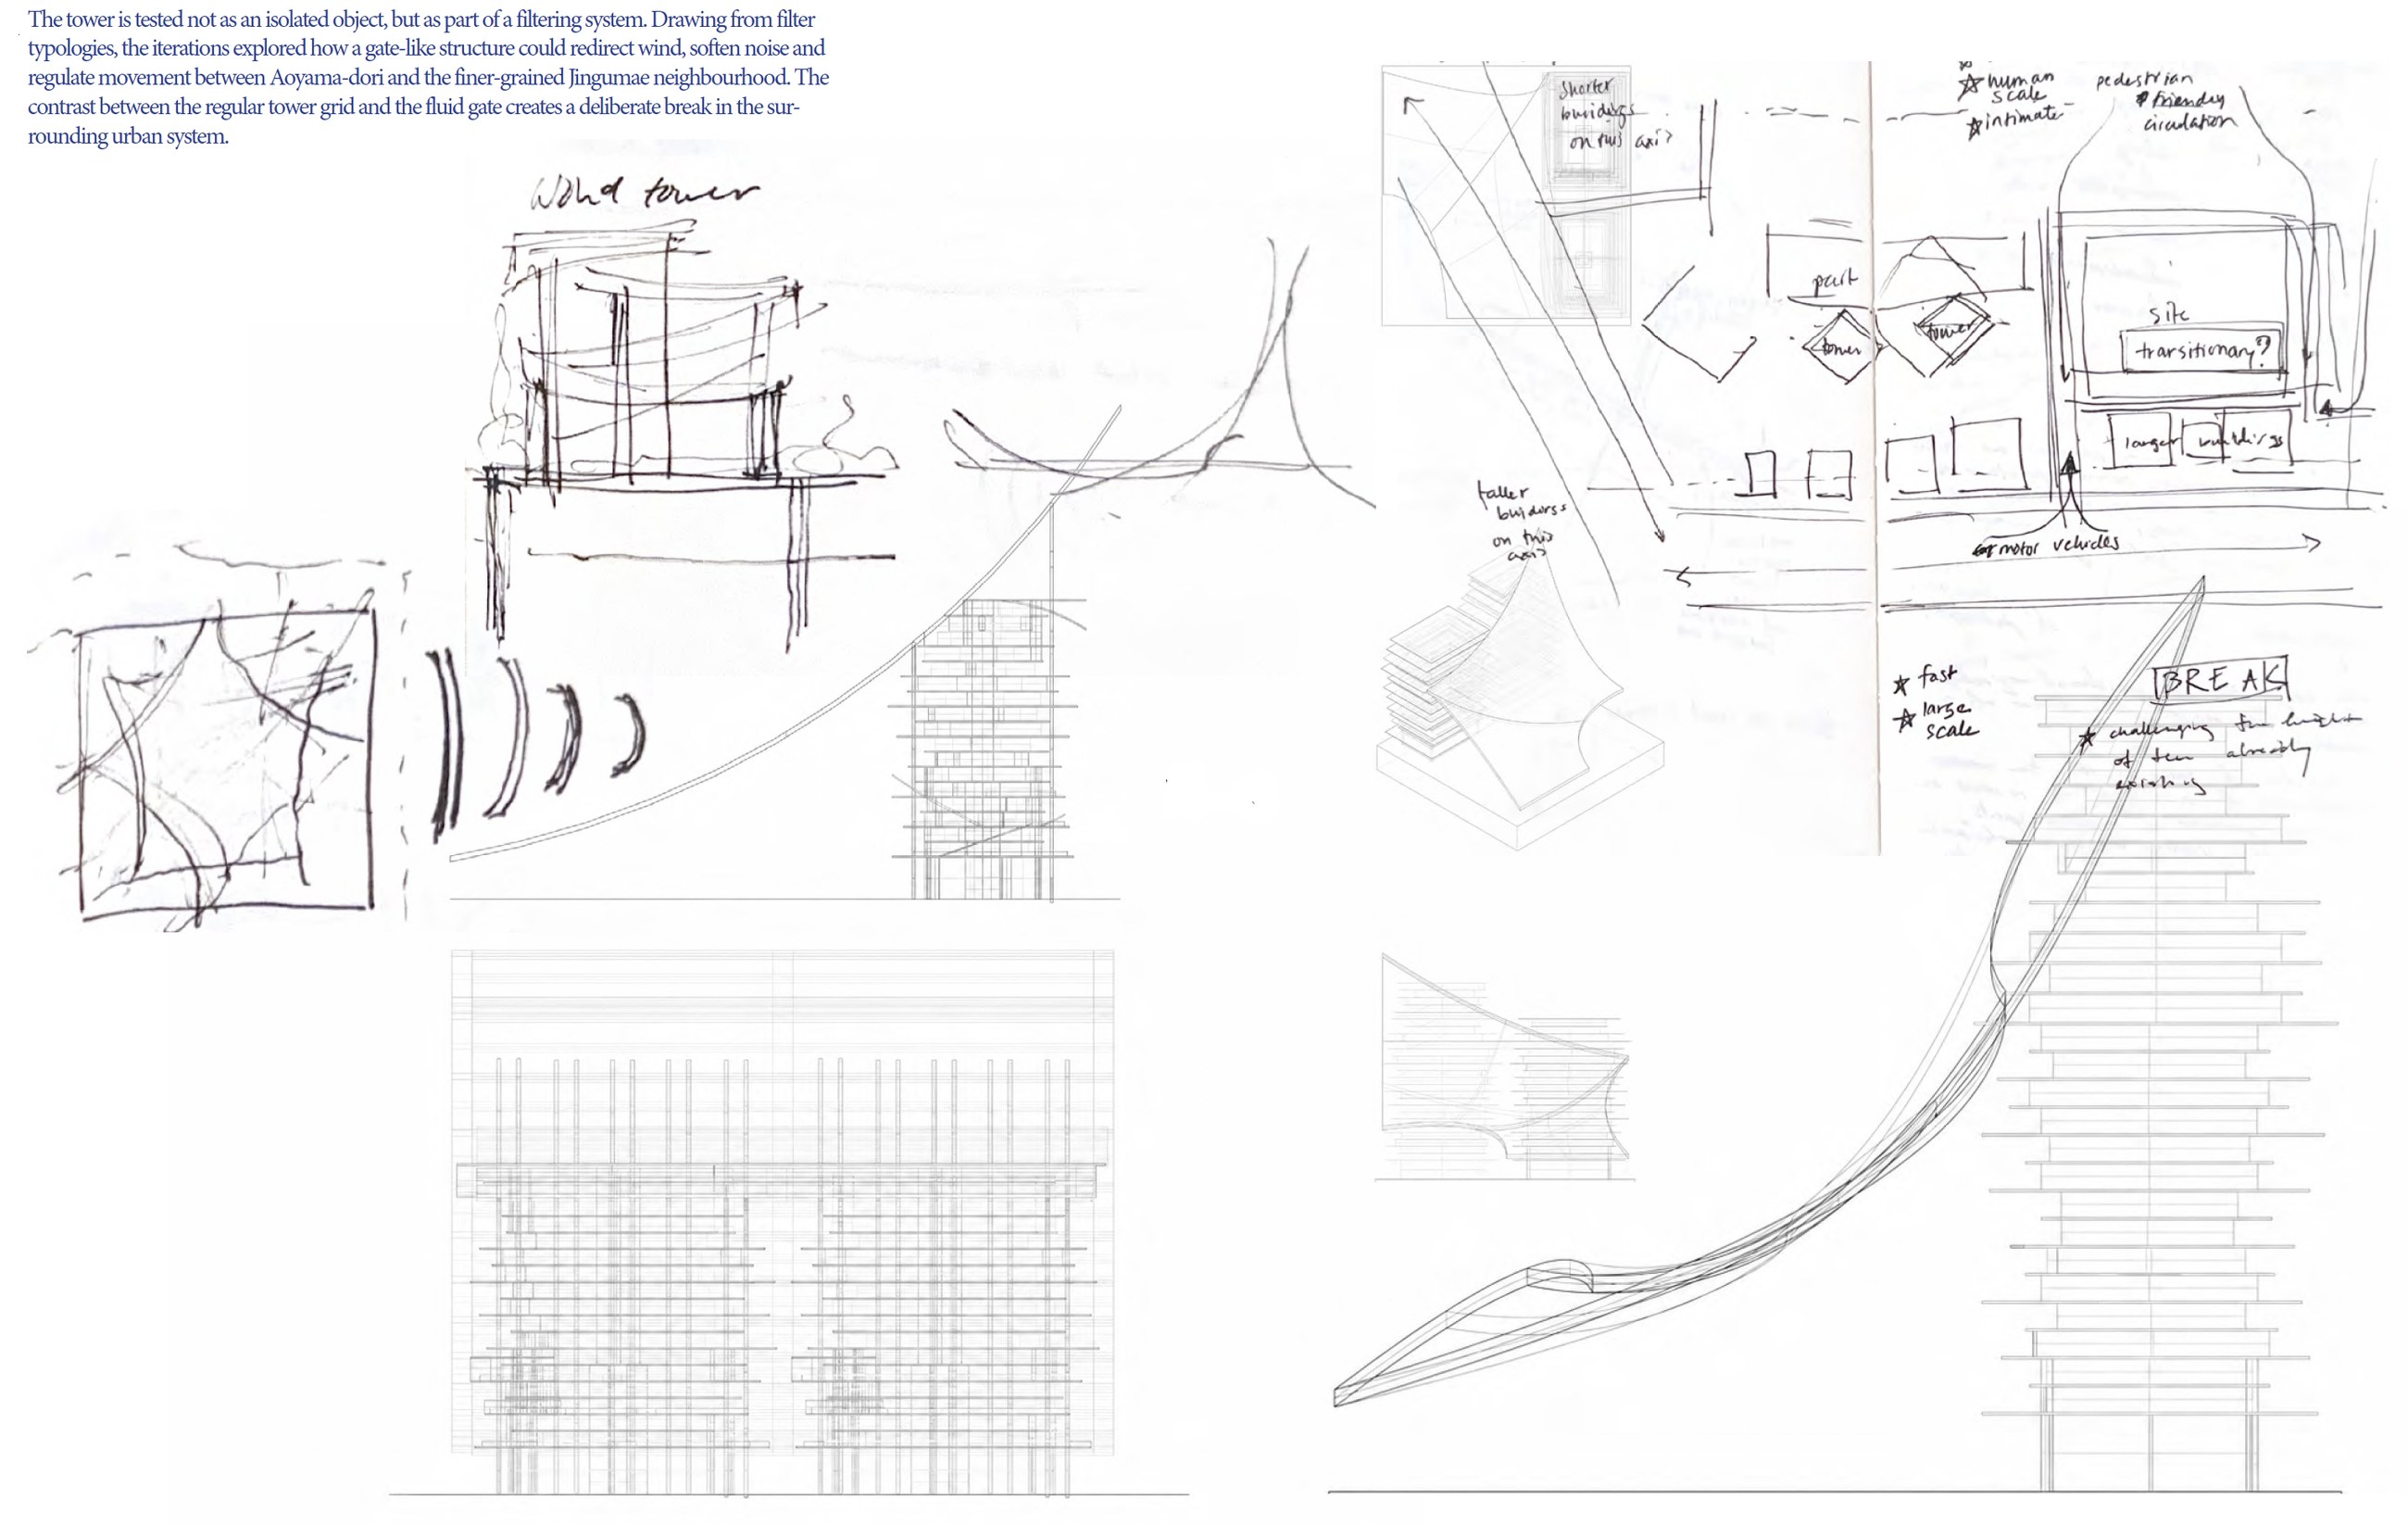 The tower is tested not as an isolated object, but as part of a filtering system. Drawing from filter
typologies, the iterations explored how a gate-like structure could redirect wind, soften noise and
regulate movement between Aoyama-dori and the finer-grained Jingumae neighbourhood. The
contrast between the regular tower grid and the fluid gate creates a deliberate break in the sur-
rounding urban system.
Wind tower
shorter
buildings
on this axis
human
scale
intimate
pedestrian
friendly
circulation
part
tower
tower
site
transitionary?
larger buildings
taller
buildings
on this
axis
motor vehicles
fast
large
scale
BREAK
challenging the height
of the already
existing